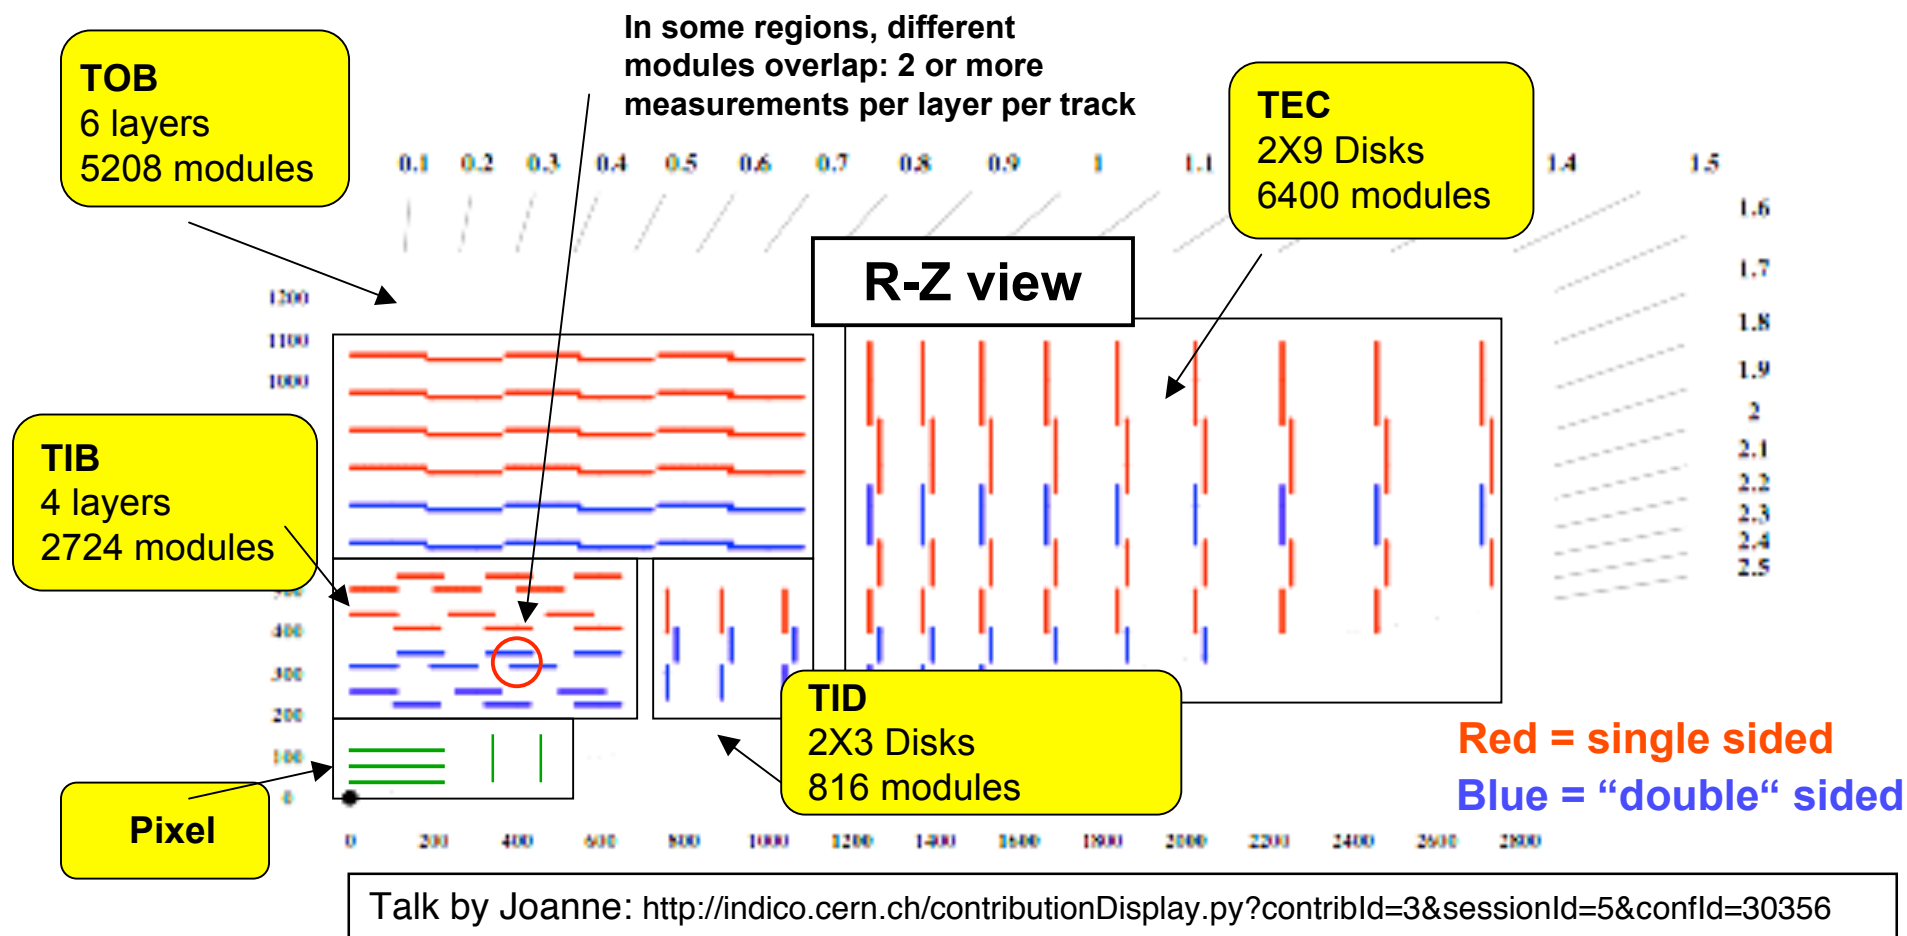 In some regions, different
modules overlap: 2 or more
measurements per layer per track
TOB
6 layers
5208 modules
TEC
2X9 Disks
6400 modules
0.1 0.2 0.3 0.4 0.5 0.6 0.7 0.8 0.9 1 1.1 1.4 1.5
1.6
1.7
1.8
1.9
2
2.1
2.2
2.3
2.4
2.5
R-Z view
1200
1100
1000
TIB
4 layers
2724 modules
400
300
200
100
0
TID
2X3 Disks
816 modules
Pixel
Red = single sided
Blue = “double“ sided
0 200 400 600 800 1000 1200 1400 1600 1800 2000 2200 2400 2600 2800
Talk by Joanne: http://indico.cern.ch/contributionDisplay.py?contribId=3&sessionId=5&confId=30356